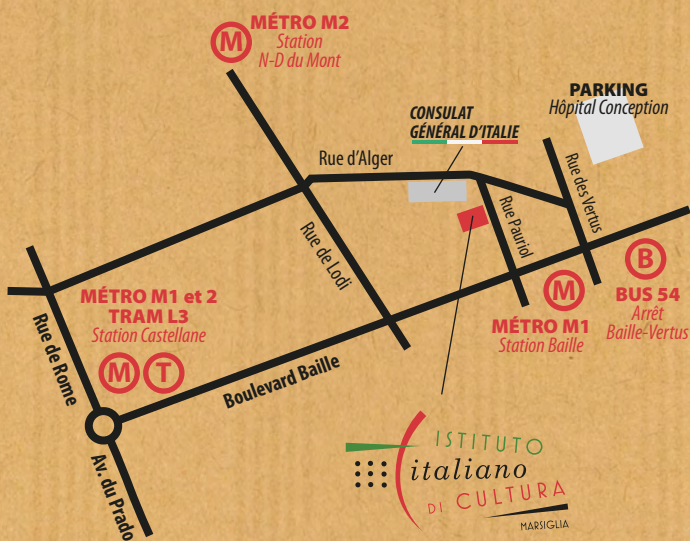 M
MÉTRO M2
Station
N-D du Mont
PARKING
Hôpital Conception
CONSULAT
GÉNÉRAL D'ITALIE
Rue d'Alger
Rue des Vertus
Rue Pauriol
Rue de Lodi
B
BUS 54
Arrêt
Baille-Vertus
M
MÉTRO M1
Station Baille
MÉTRO M1 et 2
TRAM L3
Station Castellane
M T
Rue de Rome
Boulevard Baille
Av. du Prado
ISTITUTO
italiano
DI CULTURA
MARSIGLIA